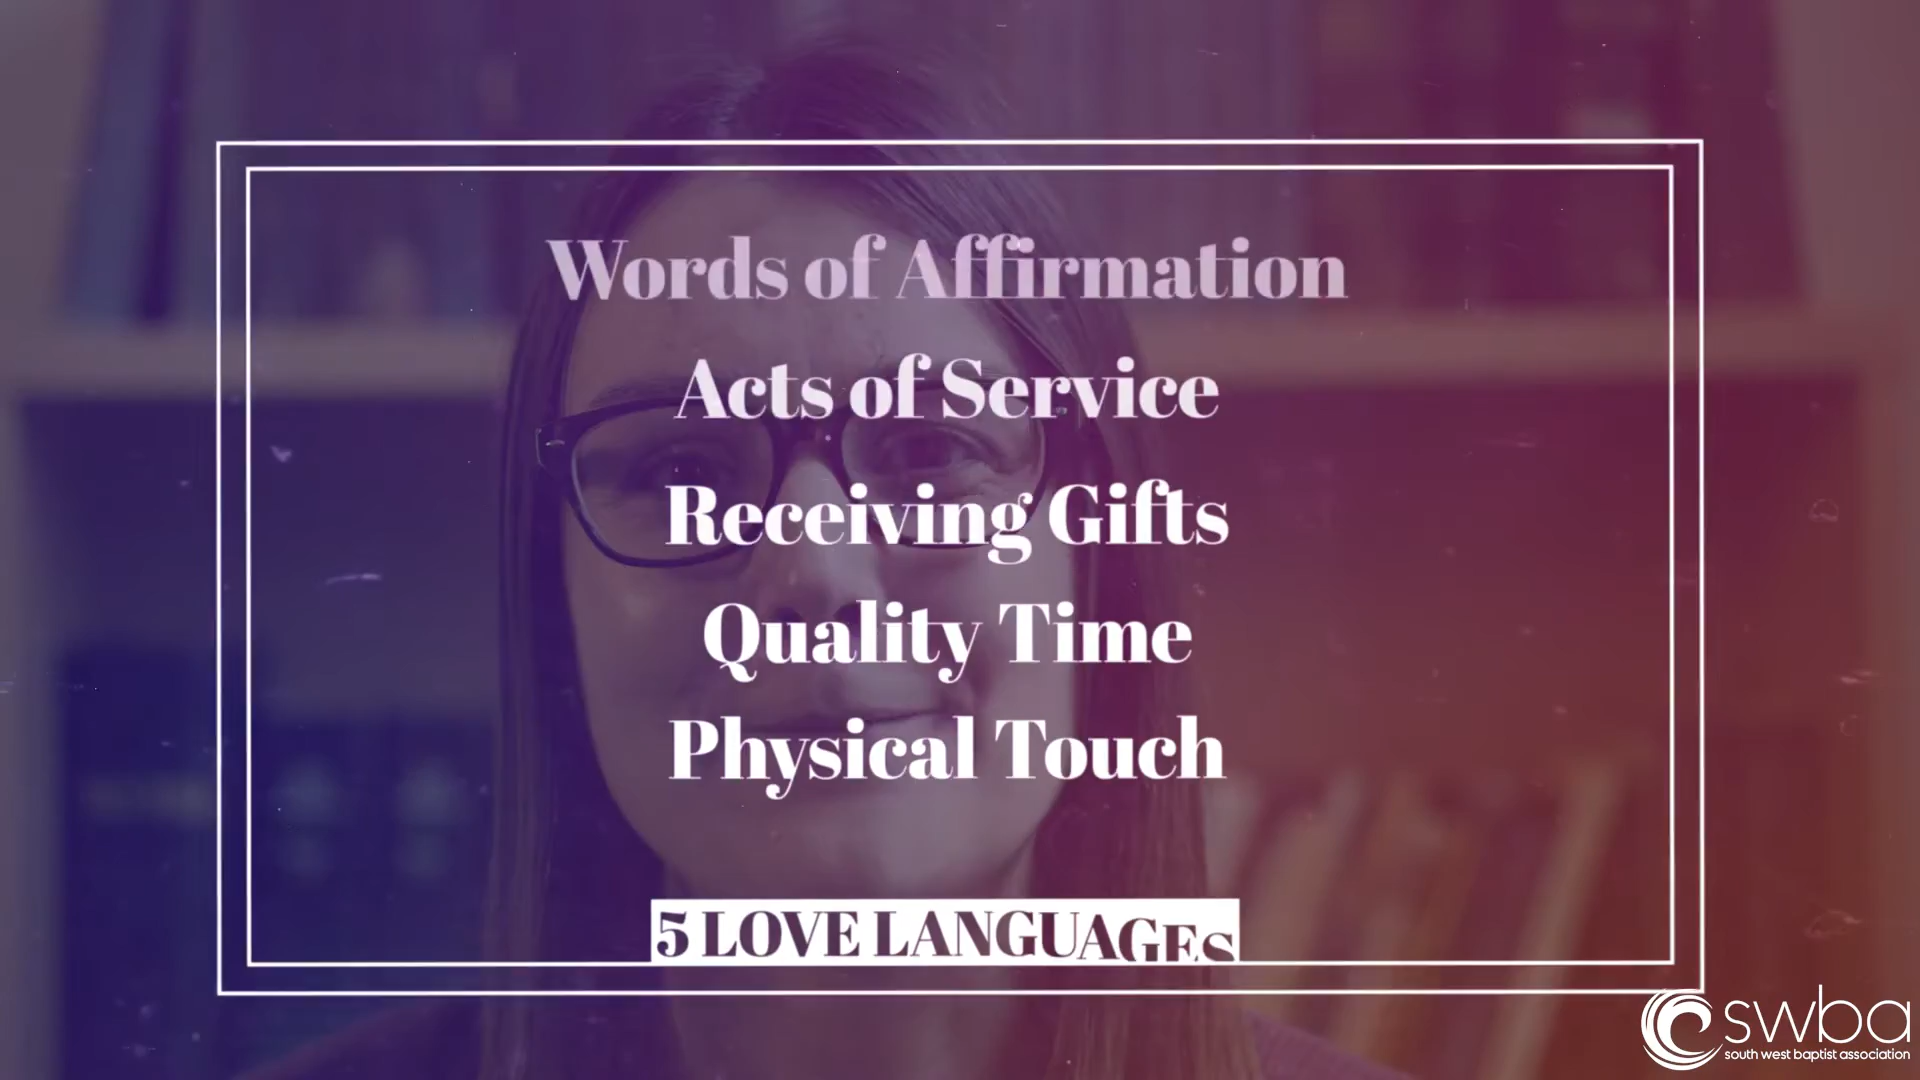 Words of Affirmation
Acts of Service
Receiving Gifts
Quality Time
Physical Touch
5 LOVE LANGUAGES
swba
south west baptist association